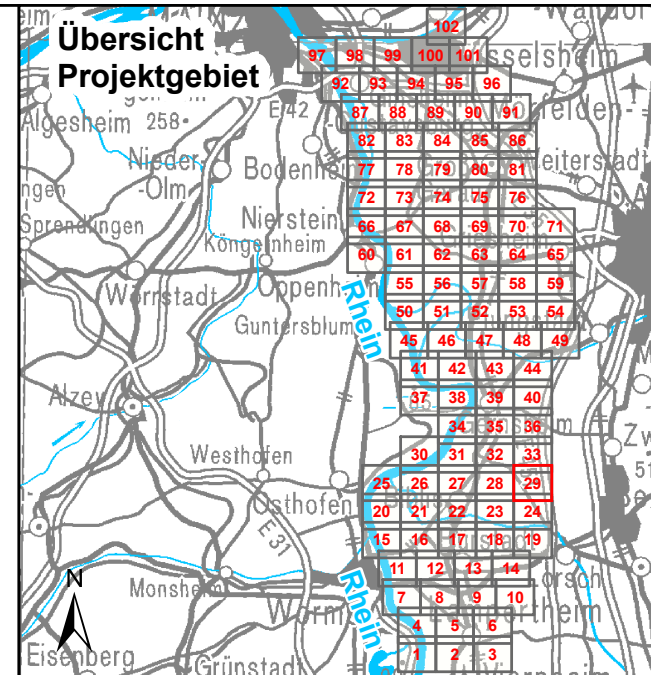 Übersicht
Projektgebiet
102
97 98 99 100 101
sselsheim
92 93 94 95 96
87 88 89 90 91
Algesheim 258
82 83 84 85 86
Nieder-
-Olm
Bodenheim
77 78 79 80 81
72 73 74 75 76
Nierstein
Sprendlingen
Köngernheim
66 67 68 69 70 71
60 61 62 63 64 65
Wörrstadt
Oppenheim
55 56 57 58 59
Rhein
50 51 52 53 54
Guntersblum
45 46 47 48 49
41 42 43 44
Alzey
37 38 39 40
34 35 36
Westhofen
30 31 32 33
25 26 27 28 29
Osthofen
20 21 22 23 24
E 31
15 16 17 18 19
11 12 13 14
orsch
N
Monsheim
Rhein
7 8 9 10
Worms
4 5 6
Eisenberg
Grünstadt
1 2 3